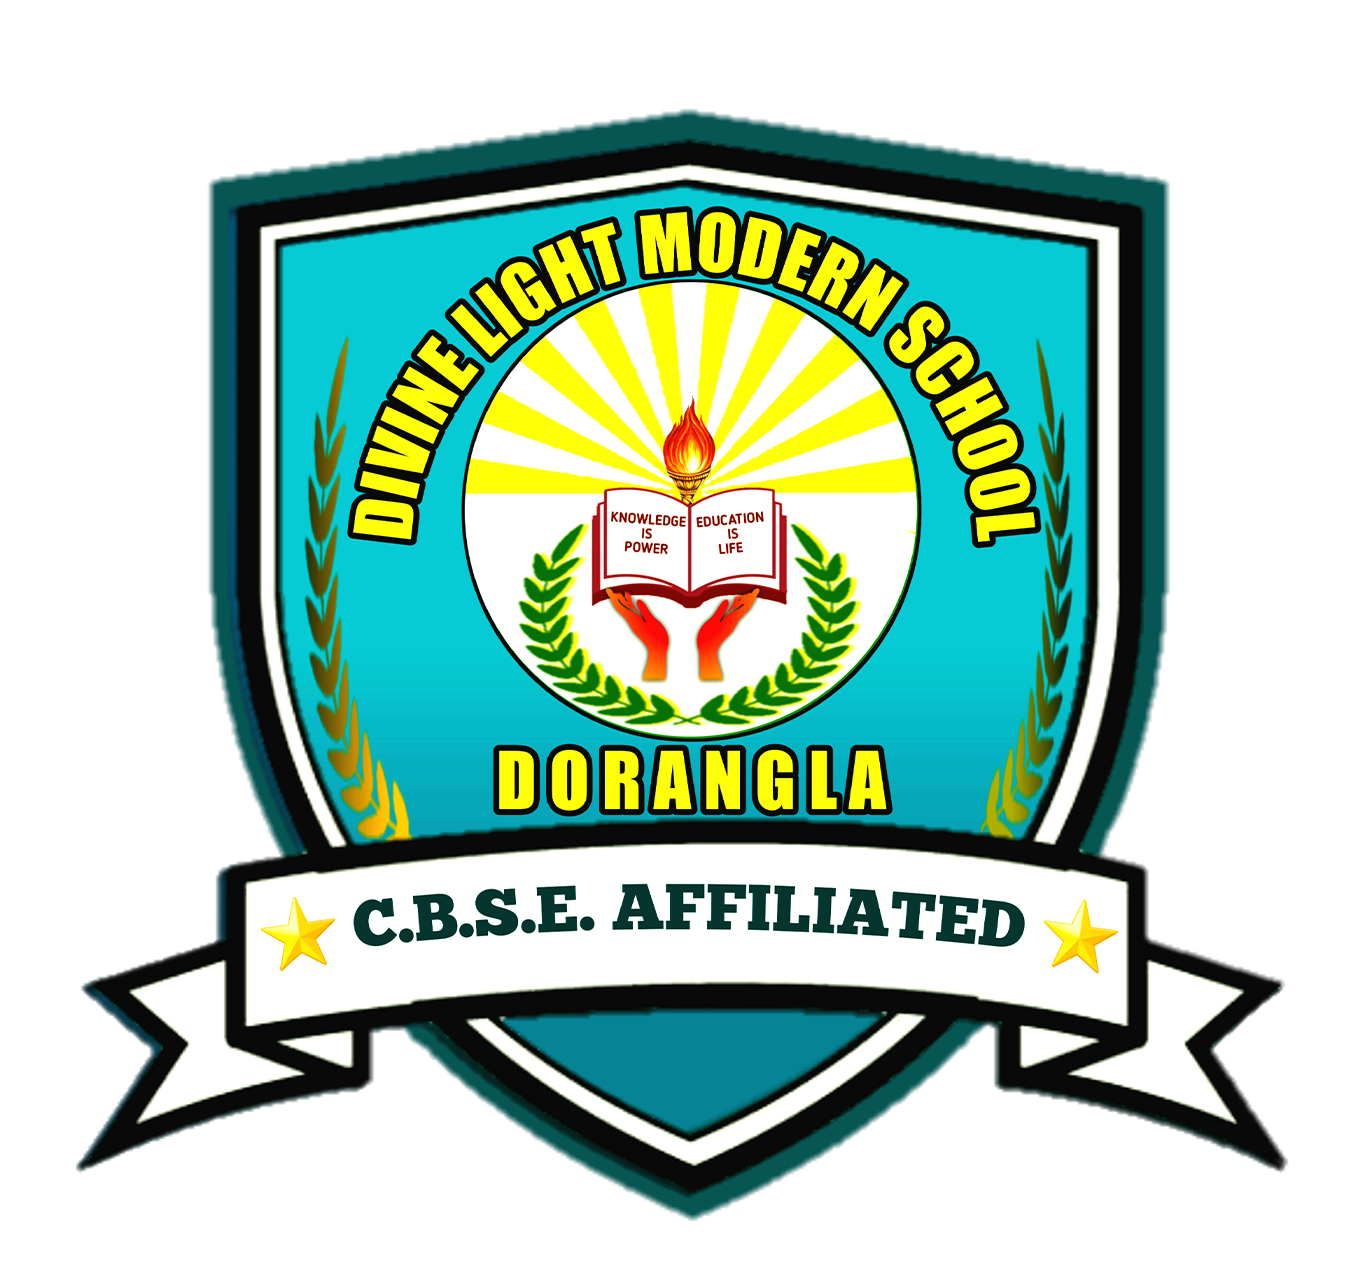 DIVINE LIGHT MODERN SCHOOL
KNOWLEDGE
IS
POWER
EDUCATION
IS
LIFE
DORANGLA
C.B.S.E. AFFILIATED